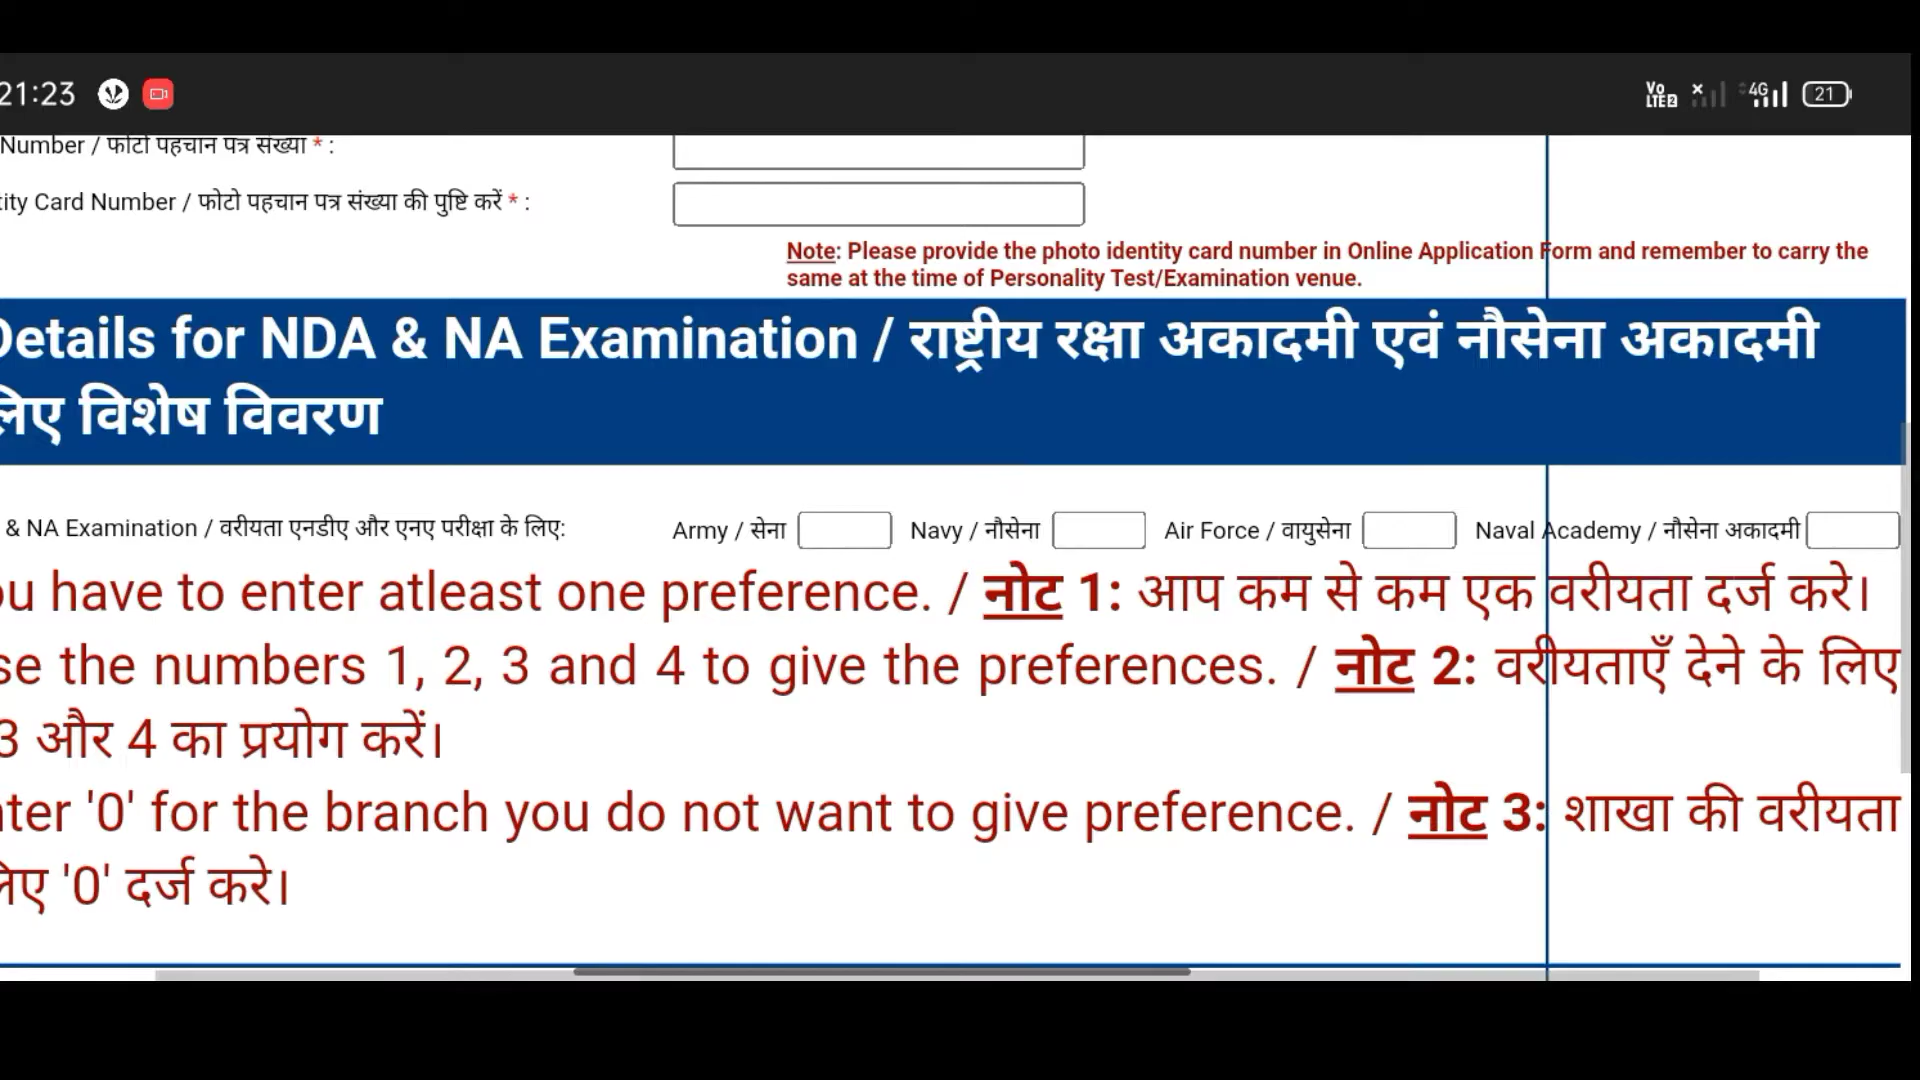 21:23 Vo LTE2 4G 21
Number / फोटो पहचान पत्र संख्या * :
tity Card Number / फोटो पहचान पत्र संख्या की पुष्टि करें * :
Note: Please provide the photo identity card number in Online Application Form and remember to carry the
same at the time of Personality Test/Examination venue.
Details for NDA & NA Examination / राष्ट्रीय रक्षा अकादमी एवं नौसेना अकादमी
लिए विशेष विवरण
& NA Examination / वरीयता एनडीए और एनए परीक्षा के लिए: Army / सेना Navy / नौसेना Air Force / वायुसेना Naval Academy / नौसेना अकादमी
ou have to enter atleast one preference. / नोट 1: आप कम से कम एक वरीयता दर्ज करे।
se the numbers 1, 2, 3 and 4 to give the preferences. / नोट 2: वरीयताएँ देने के लिए
3 और 4 का प्रयोग करें।
nter '0' for the branch you do not want to give preference. / नोट 3: शाखा की वरीयता
लिए '0' दर्ज करे।